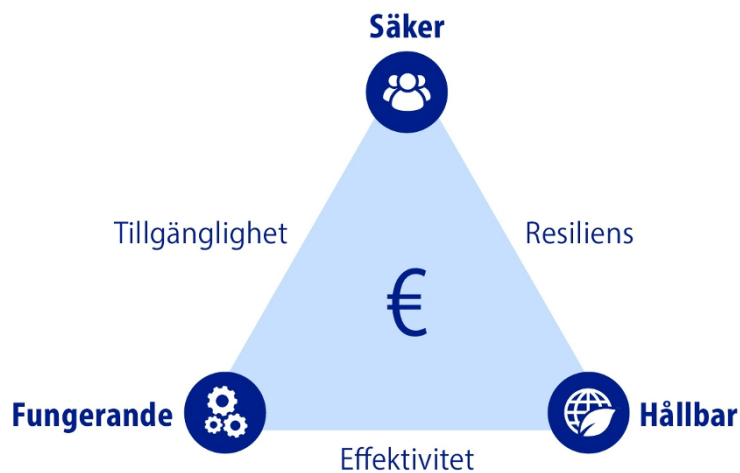 Säker
Tillgänglighet
Resiliens
€
Fungerande
Hållbar
Effektivitet